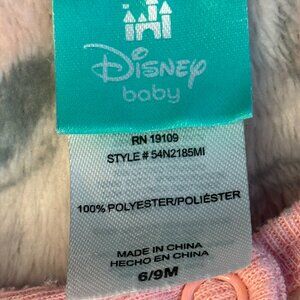 Disney
baby
RN 19109
STYLE # 54N2185MI
100% POLYESTER/POLIÉSTER
MADE IN CHINA
HECHO EN CHINA
6/9M